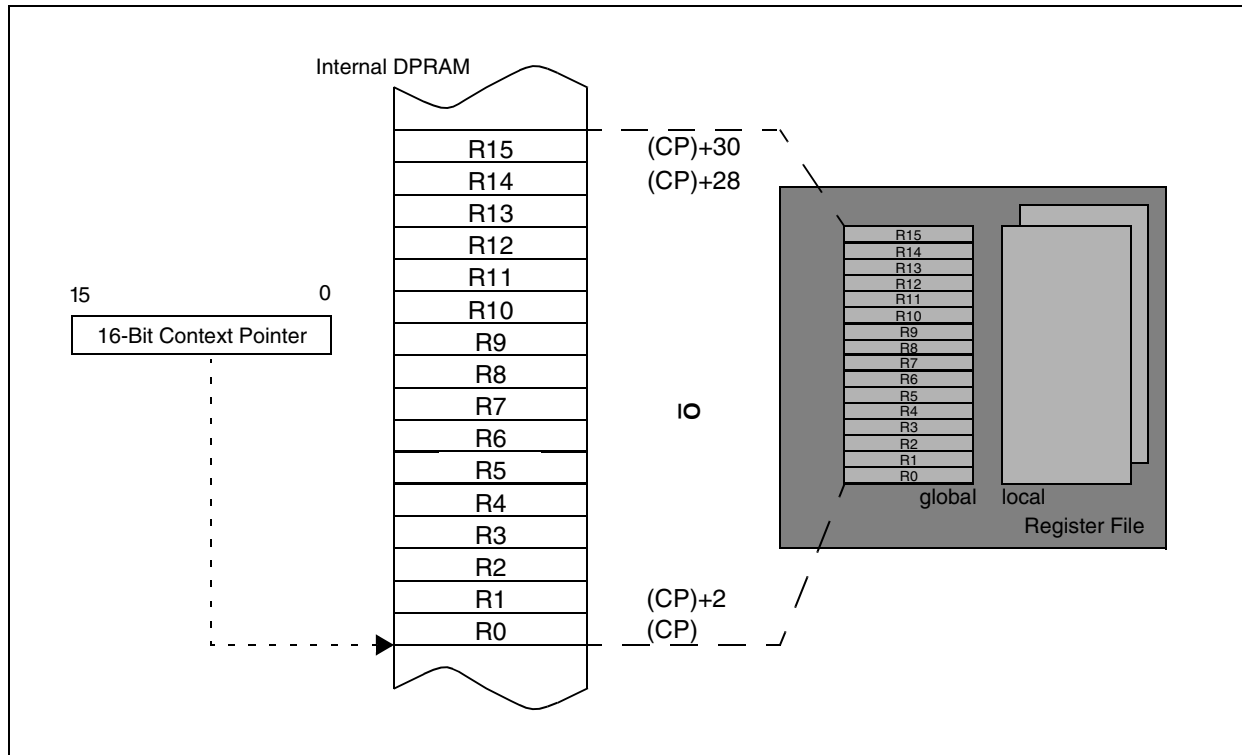 Internal DPRAM
R15
R14
R13
R12
R11
R10
R9
R8
R7
R6
R5
R4
R3
R2
R1
R0
15 0
16-Bit Context Pointer
(CP)+30
(CP)+28
(CP)+2
(CP)
R15
R14
R13
R12
R11
R10
R9
R8
R7
R6
R5
R4
R3
R2
R1
R0
global local
Register File